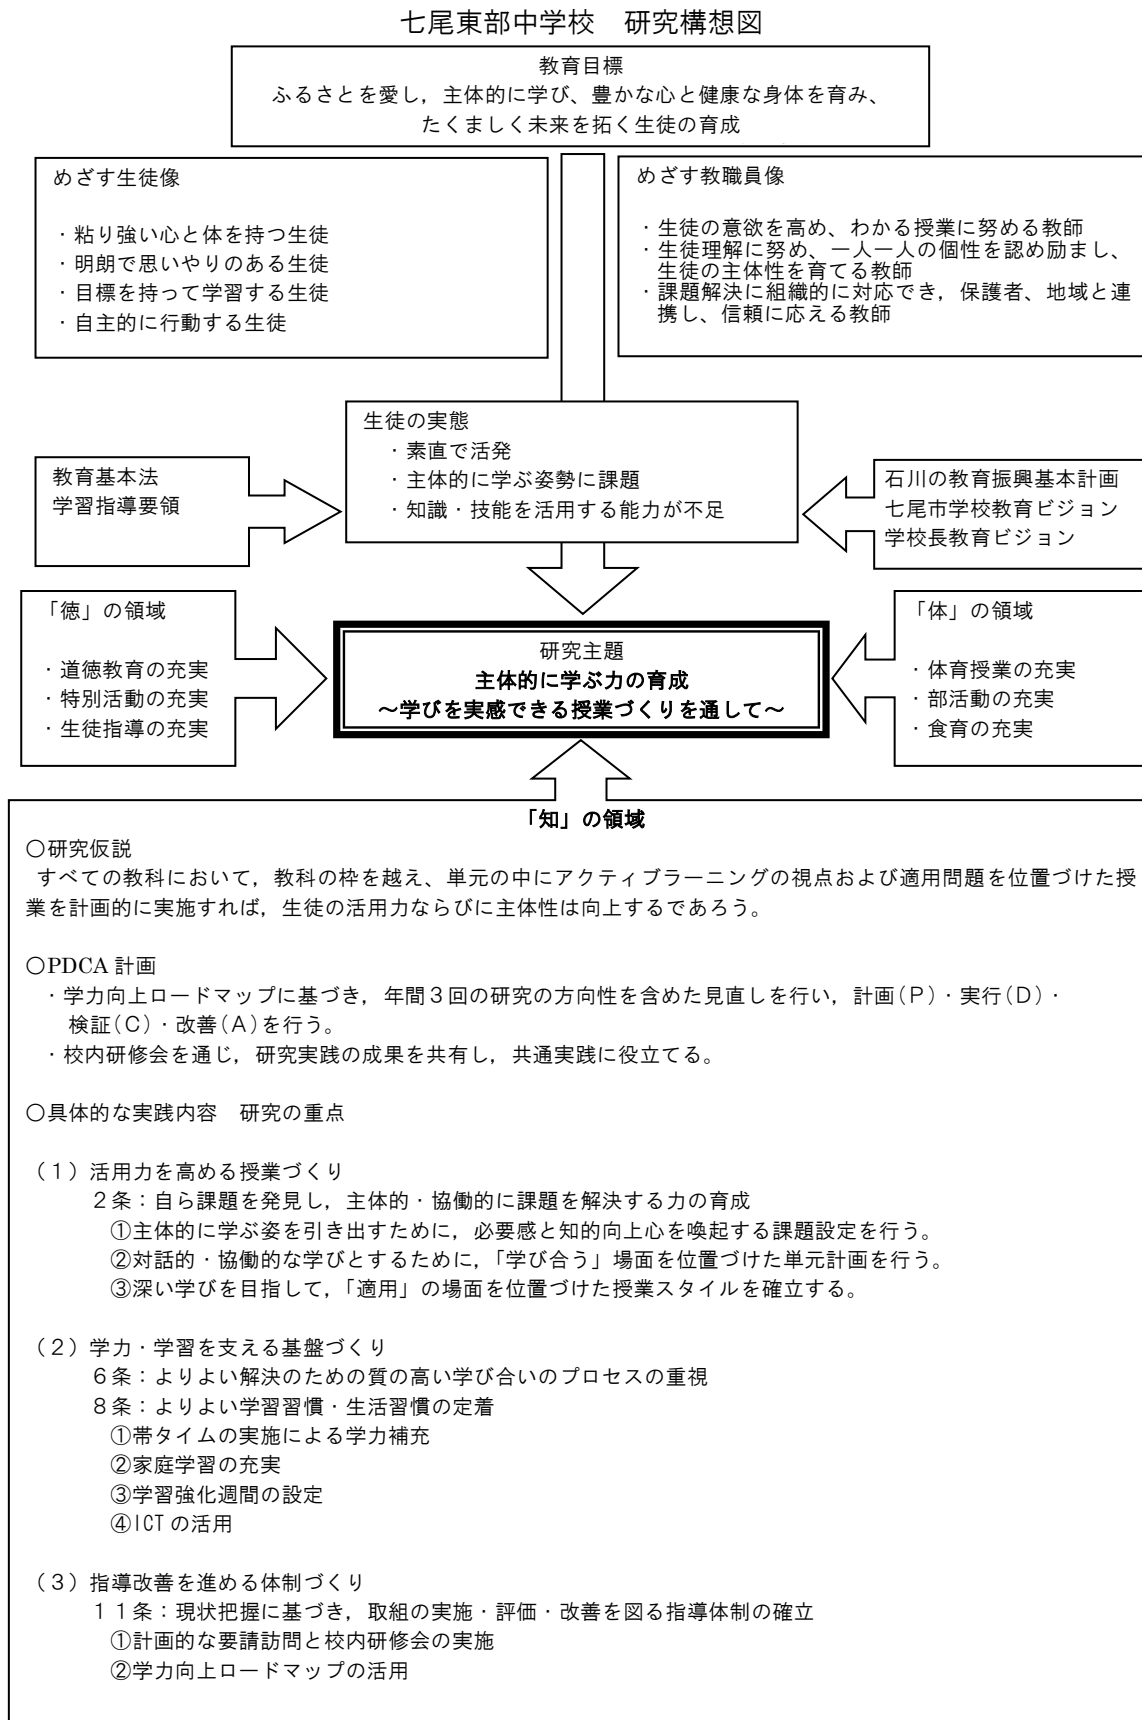 七尾東部中学校　研究構想図
教育目標
ふるさとを愛し，主体的に学び、豊かな心と健康な身体を育み、
たくましく未来を拓く生徒の育成
めざす生徒像
・粘り強い心と体を持つ生徒
・明朗で思いやりのある生徒
・目標を持って学習する生徒
・自主的に行動する生徒
めざす教職員像
・生徒の意欲を高め、わかる授業に努める教師
・生徒理解に努め、一人一人の個性を認め励まし、
生徒の主体性を育てる教師
・課題解決に組織的に対応でき，保護者、地域と連
携し、信頼に応える教師
生徒の実態
・素直で活発
・主体的に学ぶ姿勢に課題
・知識・技能を活用する能力が不足
教育基本法
学習指導要領
石川の教育振興基本計画
七尾市学校教育ビジョン
学校長教育ビジョン
「徳」の領域
・道徳教育の充実
・特別活動の充実
・生徒指導の充実
研究主題
主体的に学ぶ力の育成
～学びを実感できる授業づくりを通して～
「体」の領域
・体育授業の充実
・部活動の充実
・食育の充実
「知」の領域
〇研究仮説
すべての教科において，教科の枠を越え、単元の中にアクティブラーニングの視点および適用問題を位置づけた授
業を計画的に実施すれば，生徒の活用力ならびに主体性は向上するであろう。
〇PDCA 計画
・学力向上ロードマップに基づき，年間３回の研究の方向性を含めた見直しを行い，計画(Ｐ)・実行(Ｄ)・
検証(Ｃ)・改善(Ａ)を行う。
・校内研修会を通じ，研究実践の成果を共有し，共通実践に役立てる。
〇具体的な実践内容　研究の重点
（１）活用力を高める授業づくり
２条：自ら課題を発見し，主体的・協働的に課題を解決する力の育成
①主体的に学ぶ姿を引き出すために，必要感と知的向上心を喚起する課題設定を行う。
②対話的・協働的な学びとするために，「学び合う」場面を位置づけた単元計画を行う。
③深い学びを目指して，「適用」の場面を位置づけた授業スタイルを確立する。
（２）学力・学習を支える基盤づくり
６条：よりよい解決のための質の高い学び合いのプロセスの重視
８条：よりよい学習習慣・生活習慣の定着
①帯タイムの実施による学力補充
②家庭学習の充実
③学習強化週間の設定
④ICT の活用
（３）指導改善を進める体制づくり
１１条：現状把握に基づき，取組の実施・評価・改善を図る指導体制の確立
①計画的な要請訪問と校内研修会の実施
②学力向上ロードマップの活用